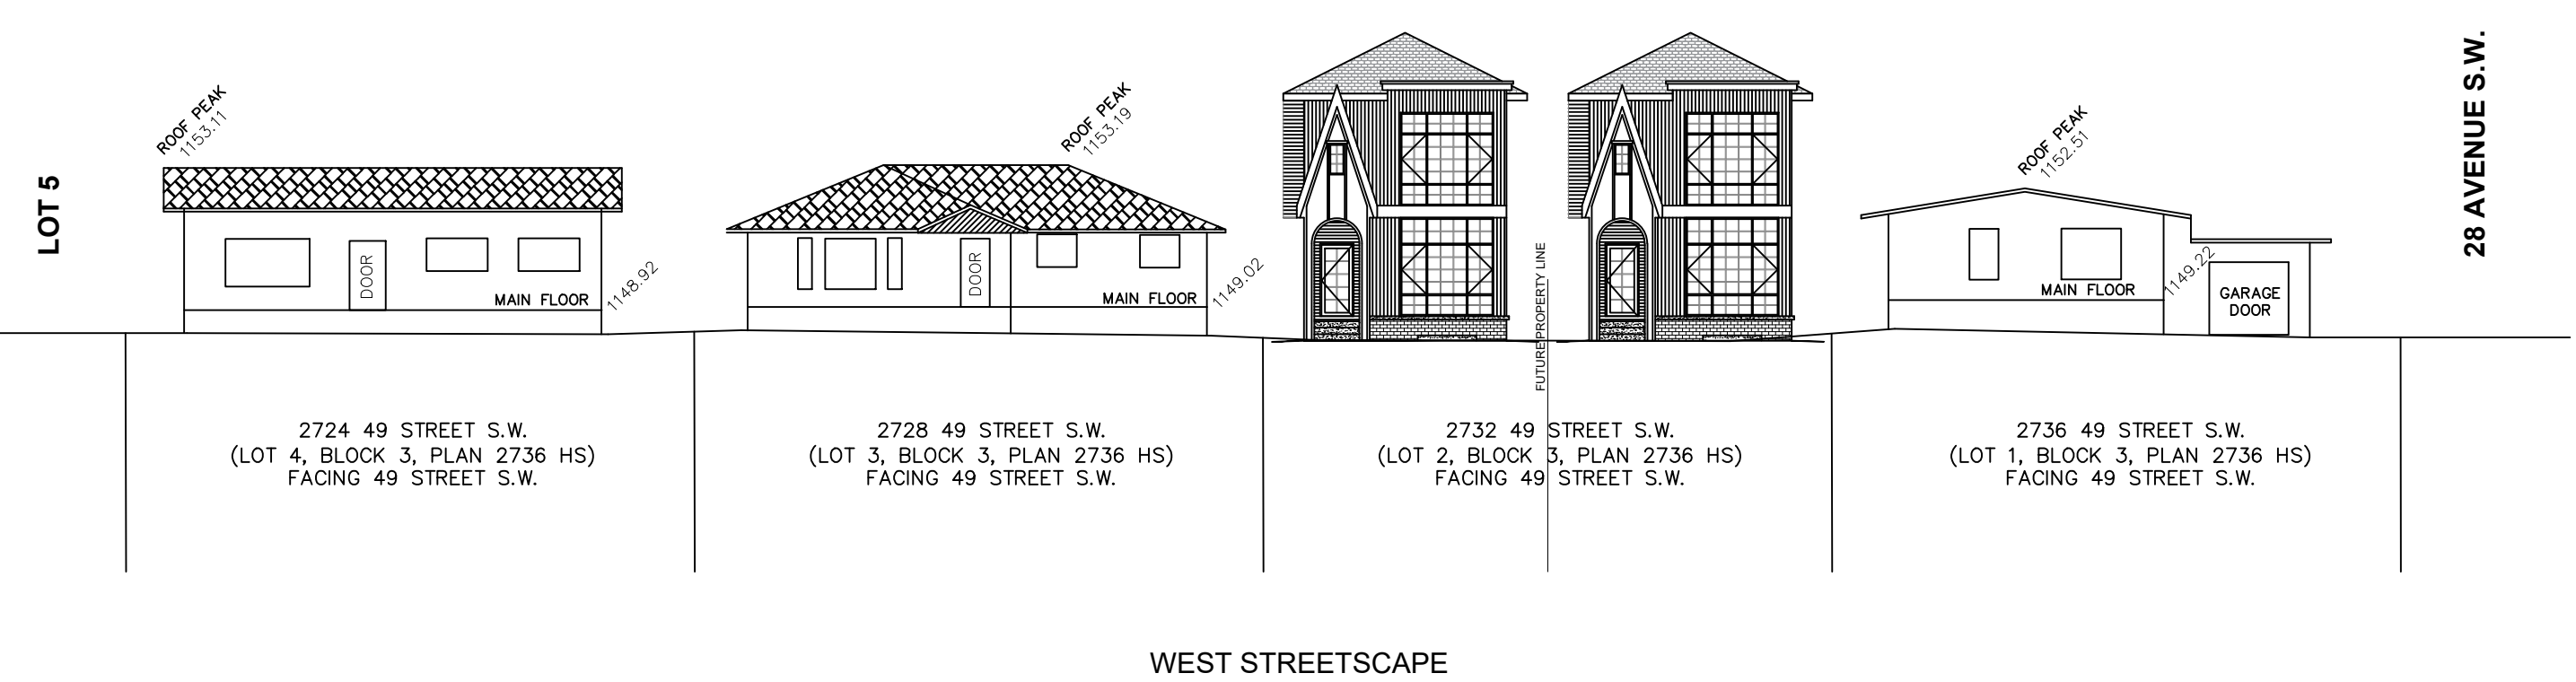 LOT 5
ROOF PEAK
1153.11
DOOR
MAIN FLOOR
1148.92
ROOF PEAK
1153.19
DOOR
MAIN FLOOR
1149.02
FUTURE PROPERTY LINE
ROOF PEAK
1152.51
MAIN FLOOR
1149.22
GARAGE
DOOR
28 AVENUE S.W.
2724 49 STREET S.W.
(LOT 4, BLOCK 3, PLAN 2736 HS)
FACING 49 STREET S.W.
2728 49 STREET S.W.
(LOT 3, BLOCK 3, PLAN 2736 HS)
FACING 49 STREET S.W.
2732 49 STREET S.W.
(LOT 2, BLOCK 3, PLAN 2736 HS)
FACING 49 STREET S.W.
2736 49 STREET S.W.
(LOT 1, BLOCK 3, PLAN 2736 HS)
FACING 49 STREET S.W.
WEST STREETSCAPE